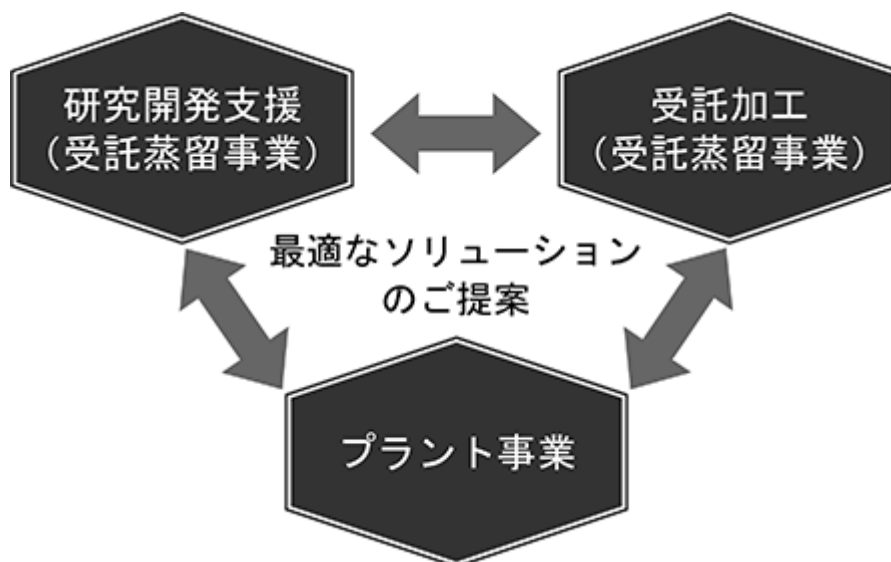 研究開発支援
（受託蒸留事業）
受託加工
（受託蒸留事業）
最適なソリューション
のご提案
プラント事業